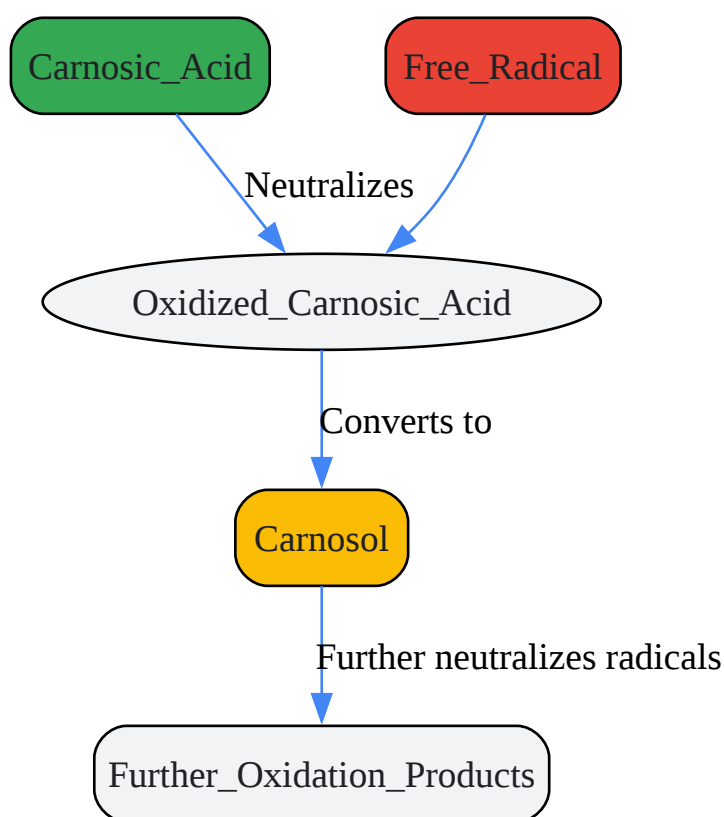 Carnosic_Acid
Free_Radical
Neutralizes
Oxidized_Carnosic_Acid
Converts to
Carnosol
Further neutralizes radicals
Further_Oxidation_Products